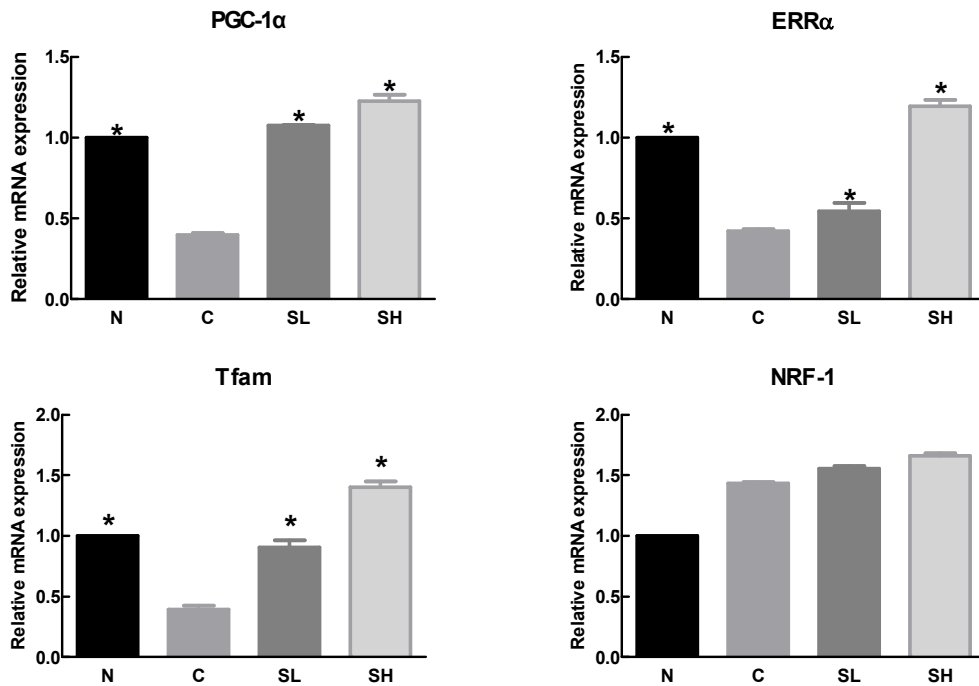 PGC-1α
Relative mRNA expression
1.5
1.0
0.5
0.0
* * *
N C SL SH
ERRα
Relative mRNA expression
1.5
1.0
0.5
0.0
* * *
N C SL SH
Tfam
Relative mRNA expression
2.0
1.5
1.0
0.5
0.0
* * *
N C SL SH
NRF-1
Relative mRNA expression
2.0
1.5
1.0
0.5
0.0
N C SL SH